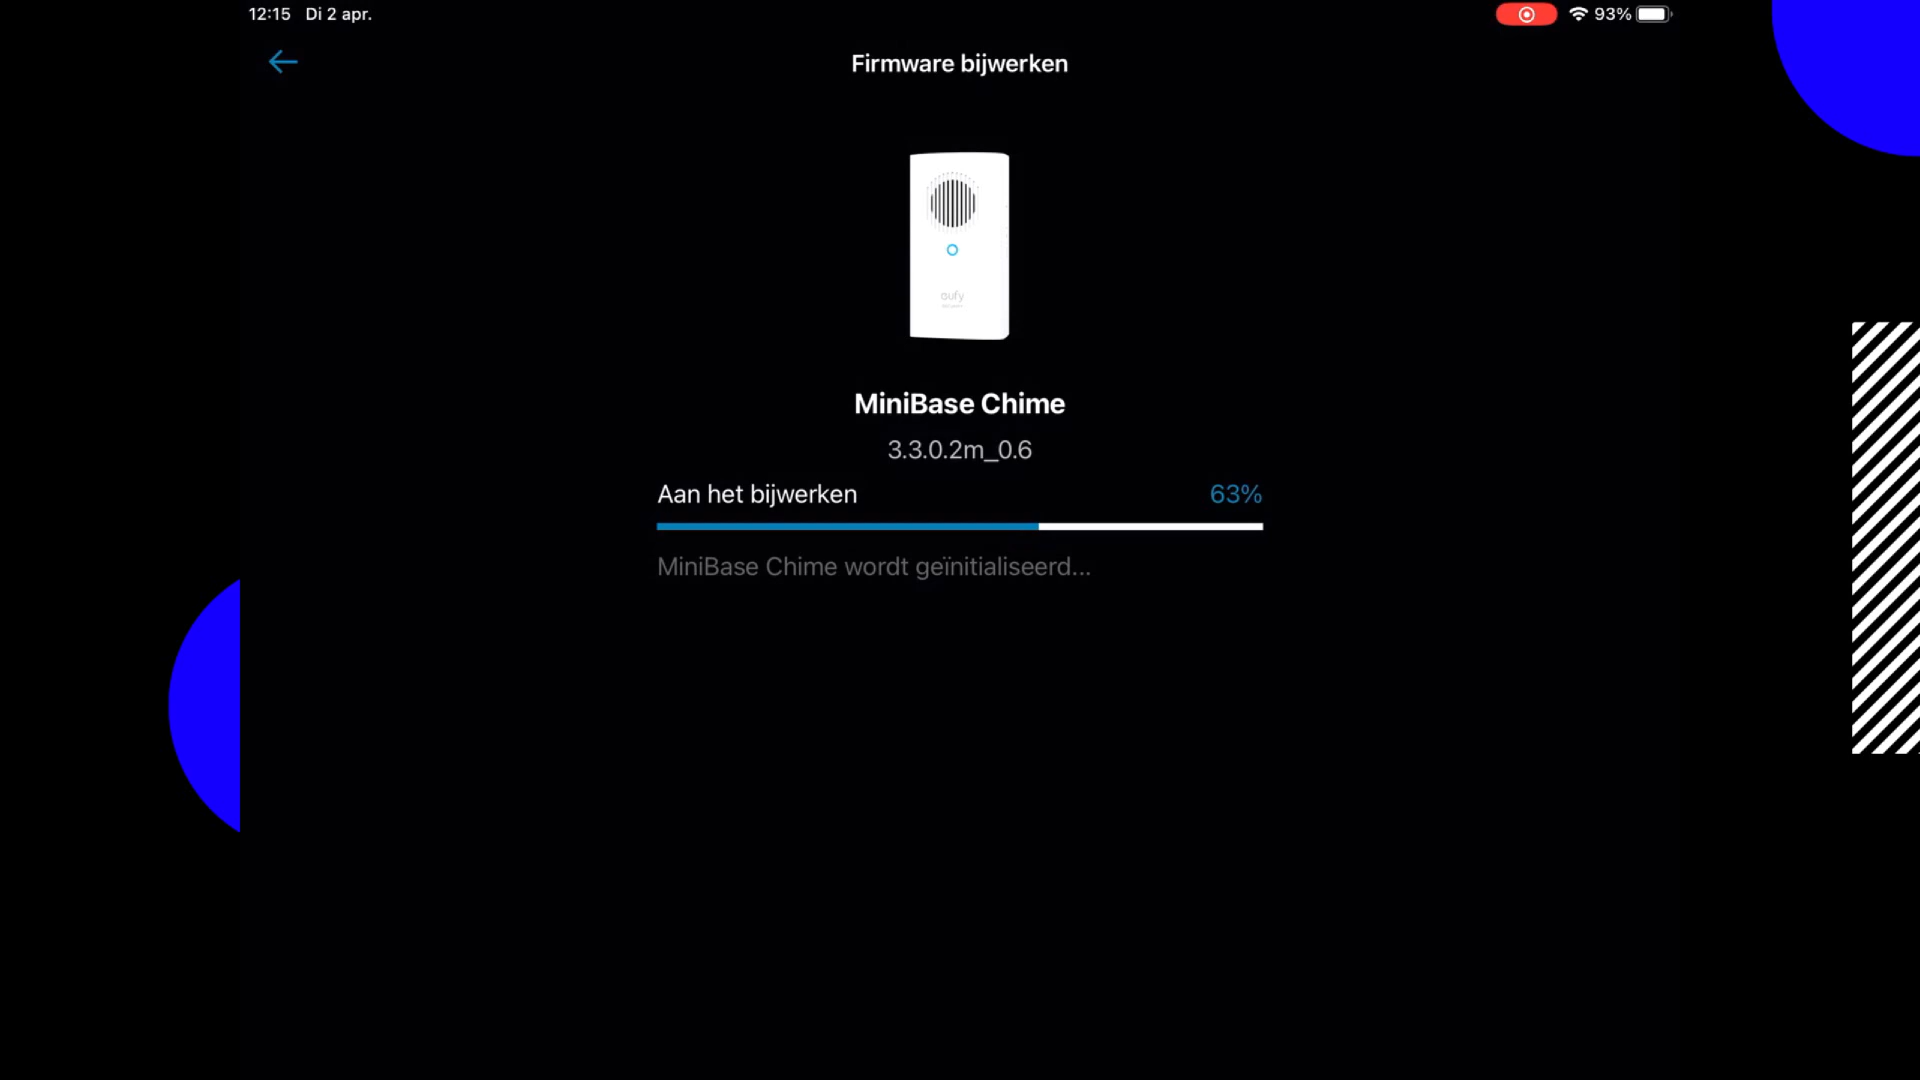 12:15 Di 2 apr.
93%
Firmware bijwerken
eufy
MiniBase Chime
3.3.0.2m_0.6
Aan het bijwerken 63%
MiniBase Chime wordt geïnitialiseerd...